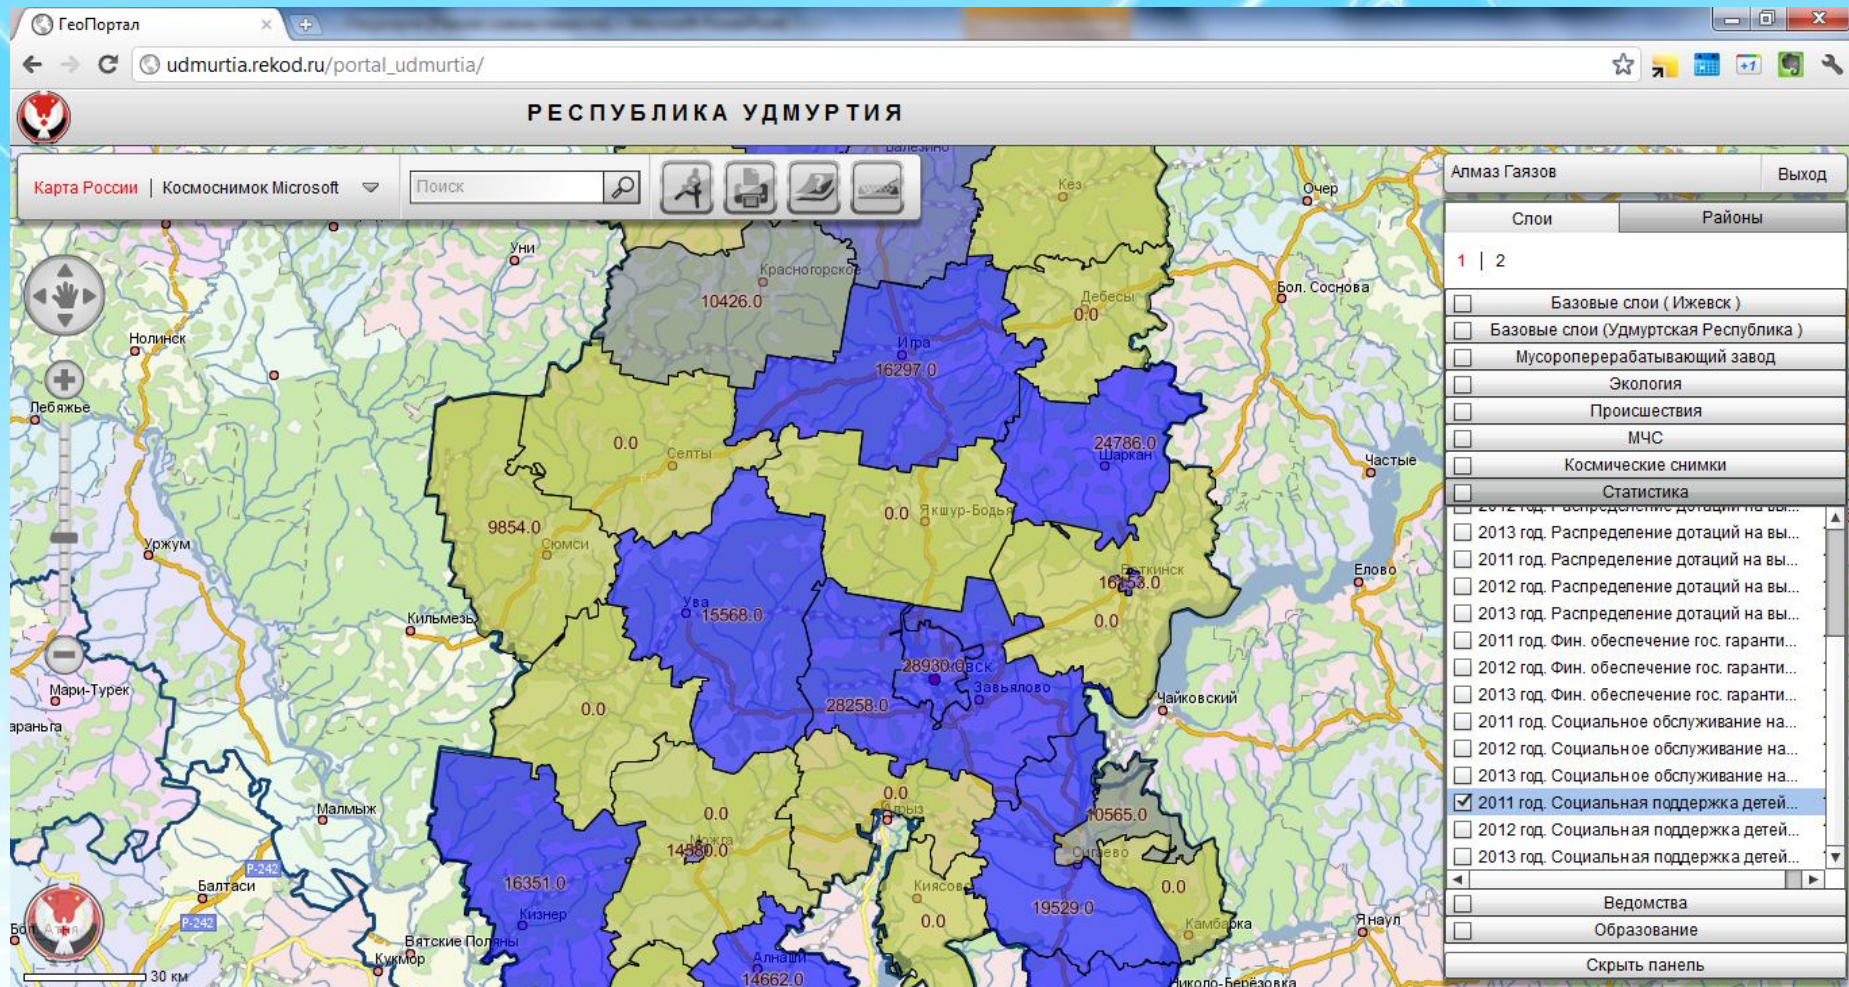 ГеоПортал
udmurtia.rekod.ru/portal_udmurtia/
РЕСПУБЛИКА УДМУРТИЯ
Карта России | Космоснимок Microsoft
Поиск
Алмаз Гаязов
Выход
Слои
Районы
1 | 2
Базовые слои ( Ижевск )
Базовые слои (Удмуртская Республика )
Мусороперерабатывающий завод
Экология
Происшествия
МЧС
Космические снимки
Статистика
2013 год. Распределение дотаций на вы...
2011 год. Распределение дотаций на вы...
2012 год. Распределение дотаций на вы...
2013 год. Распределение дотаций на вы...
2011 год. Фин. обеспечение гос. гаранти...
2012 год. Фин. обеспечение гос. гаранти...
2013 год. Фин. обеспечение гос. гаранти...
2011 год. Социальное обслуживание на...
2012 год. Социальное обслуживание на...
2013 год. Социальное обслуживание на...
2011 год. Социальная поддержка детей...
2012 год. Социальная поддержка детей...
2013 год. Социальная поддержка детей...
Ведомства
Образование
Скрыть панель
Балезино
Кез
Очер
Уни
Красногорское
10426.0
Дебесы
0.0
Бол. Соснова
Нолинск
Игра
16297.0
Лебяжье
0.0
Селты
24786.0
Шаркан
Частые
9854.0
Сюмси
0.0
Якшур-Бодья
Уржум
Воткинск
16153.0
Елово
Кильмезь
Ува
15568.0
0.0
28930.0
Завьялово
Мари-Турек
0.0
28258.0
Чайковский
араньга
Малмыж
0.0
0.0
Агрыз
10565.0
Можга
14580.0
Сигаево
P-242
Балтаси
16351.0
Кизнер
Киясов
0.0
0.0
19529.0
Камбарка
Янаул
P-242
Вятские Поляны
Кукмор
Алнаши
14662.0
Николо-Берёзовка
30 км